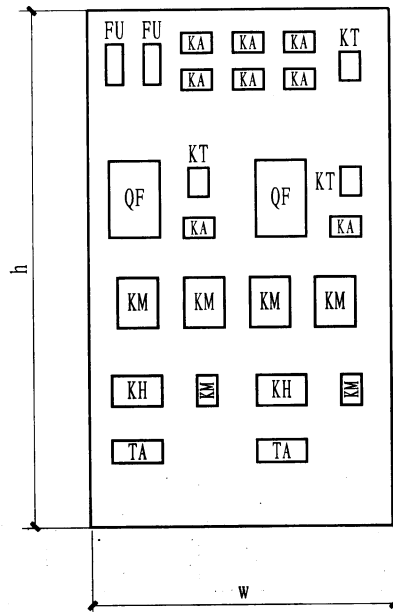 FU FU KA KA KA KT
KA KA KA
KT
QF QF KT
KA KA
h
KM KM KM KM
KH KM KH KM
TA TA
w